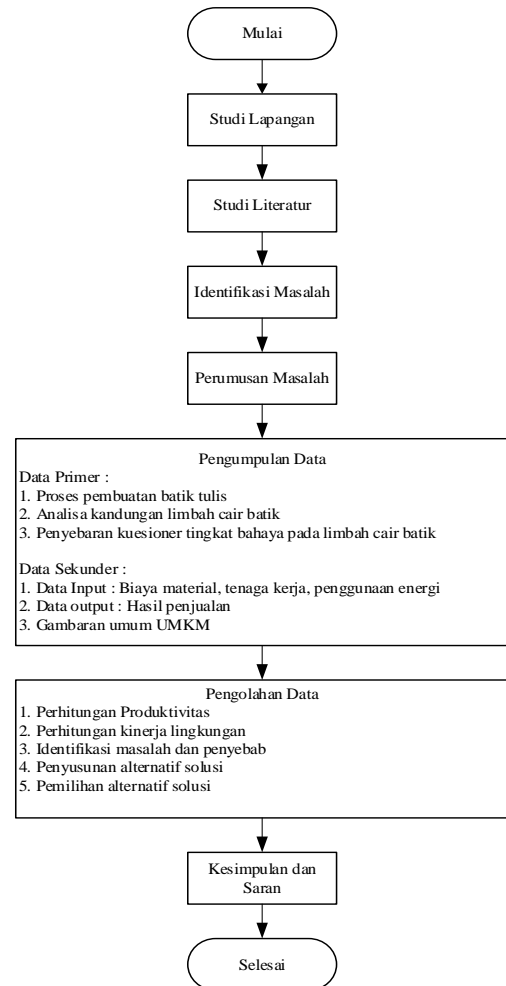 Mulai
Studi Lapangan
Studi Literatur
Identifikasi Masalah
Perumusan Masalah
Pengumpulan Data
Data Primer :
1. Proses pembuatan batik tulis
2. Analisa kandungan limbah cair batik
3. Penyebaran kuesioner tingkat bahaya pada limbah cair batik
Data Sekunder :
1. Data Input : Biaya material, tenaga kerja, penggunaan energi
2. Data output : Hasil penjualan
3. Gambaran umum UMKM
Pengolahan Data
1. Perhitungan Produktivitas
2. Perhitungan kinerja lingkungan
3. Identifikasi masalah dan penyebab
4. Penyusunan alternatif solusi
5. Pemilihan alternatif solusi
Kesimpulan dan
Saran
Selesai